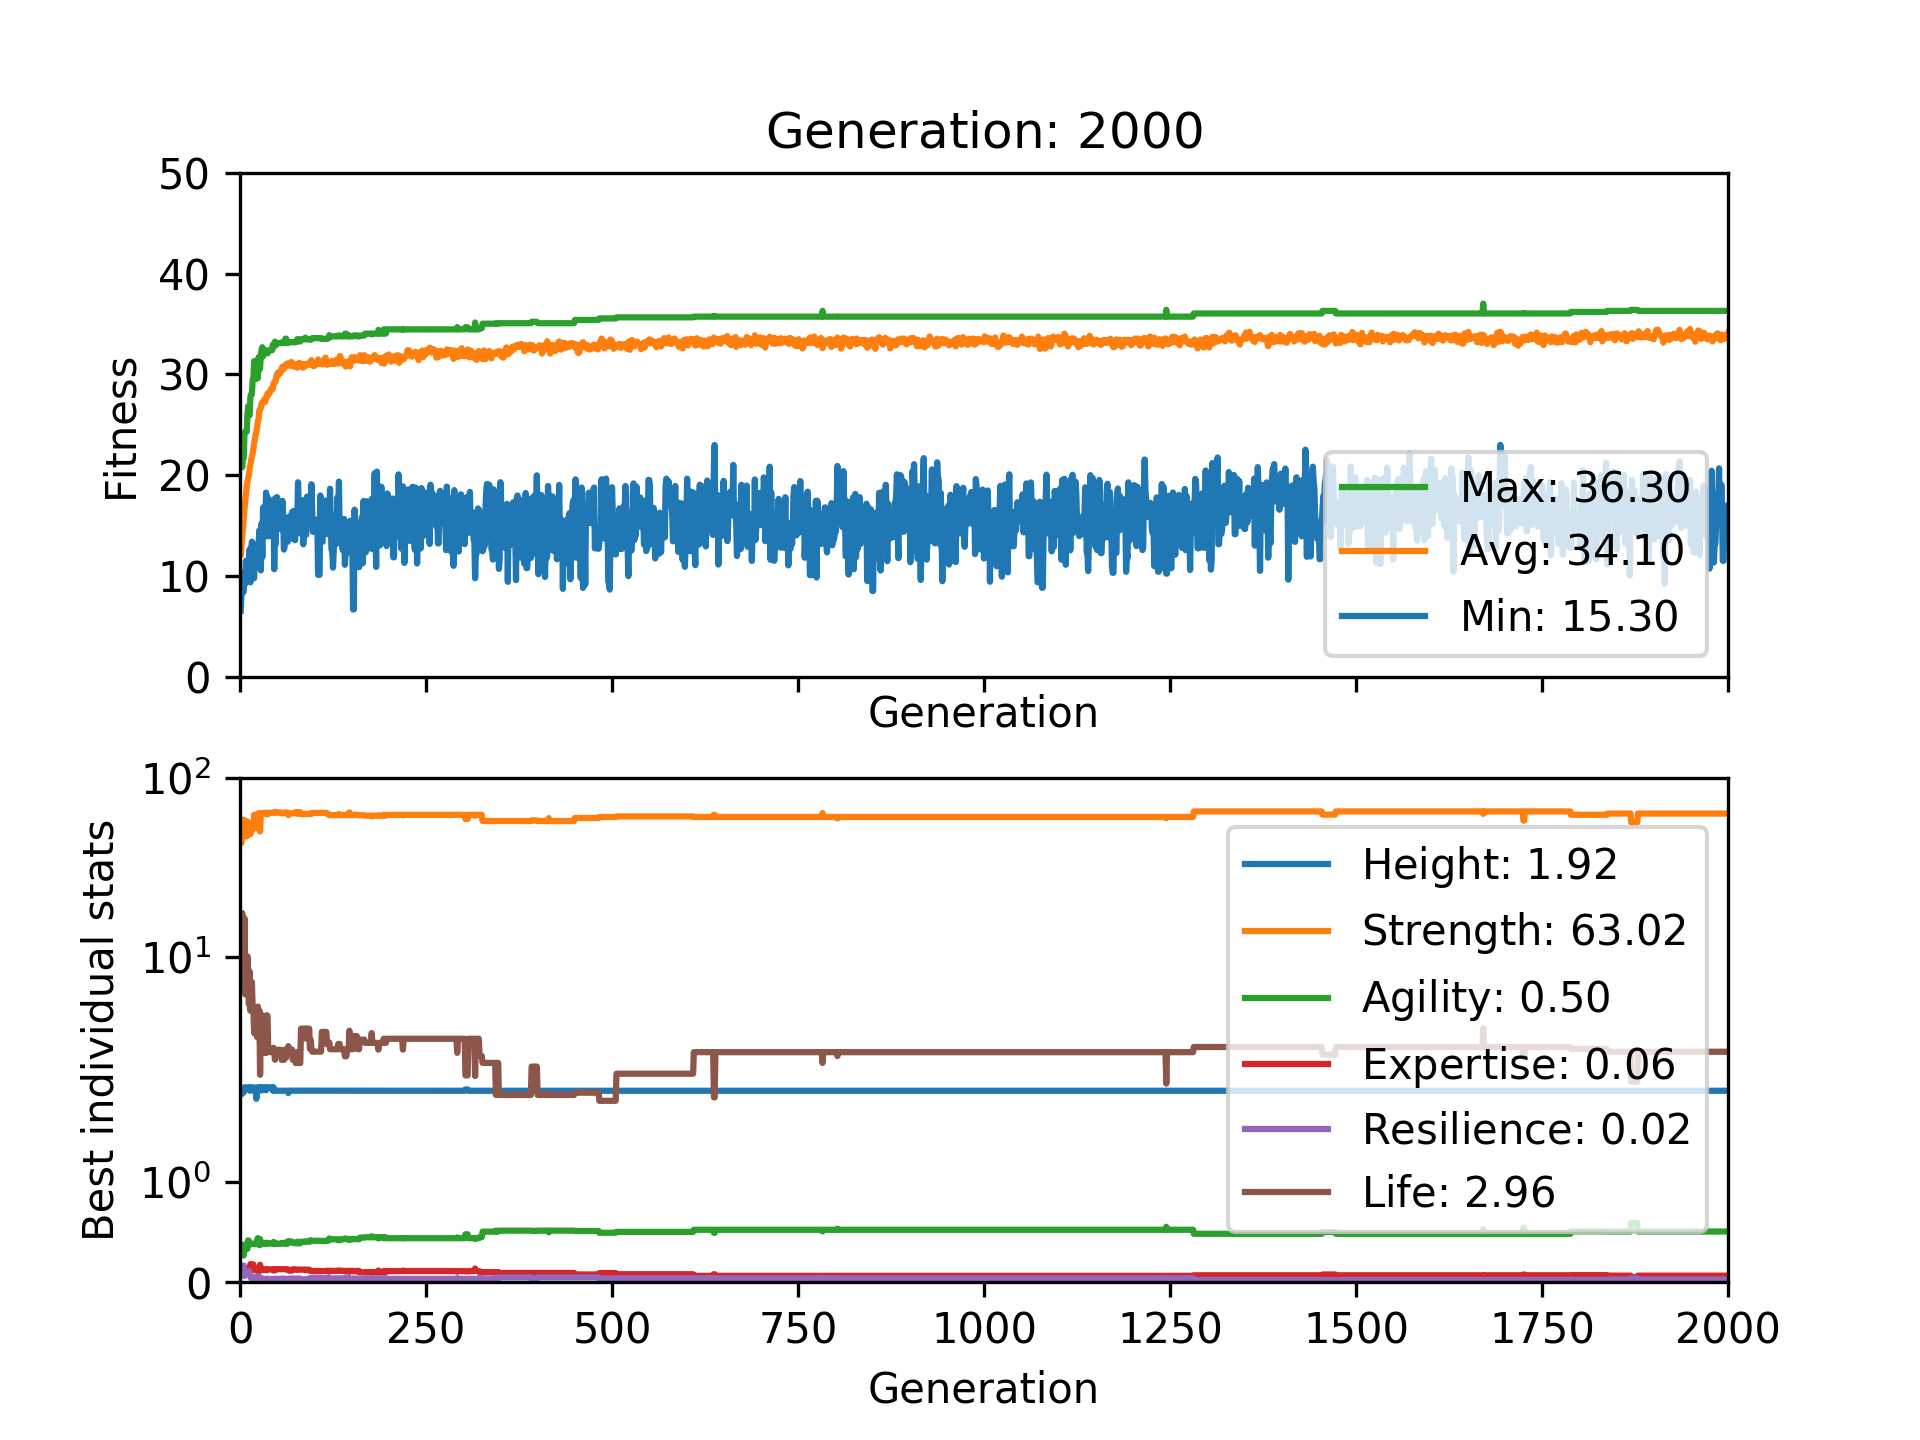 Generation: 2000
Fitness
50
40
30
20
10
0
Max: 36.30
Avg: 34.10
Min: 15.30
Generation
Best individual stats
10²
10¹
10⁰
0
Height: 1.92
Strength: 63.02
Agility: 0.50
Expertise: 0.06
Resilience: 0.02
Life: 2.96
0 250 500 750 1000 1250 1500 1750 2000
Generation